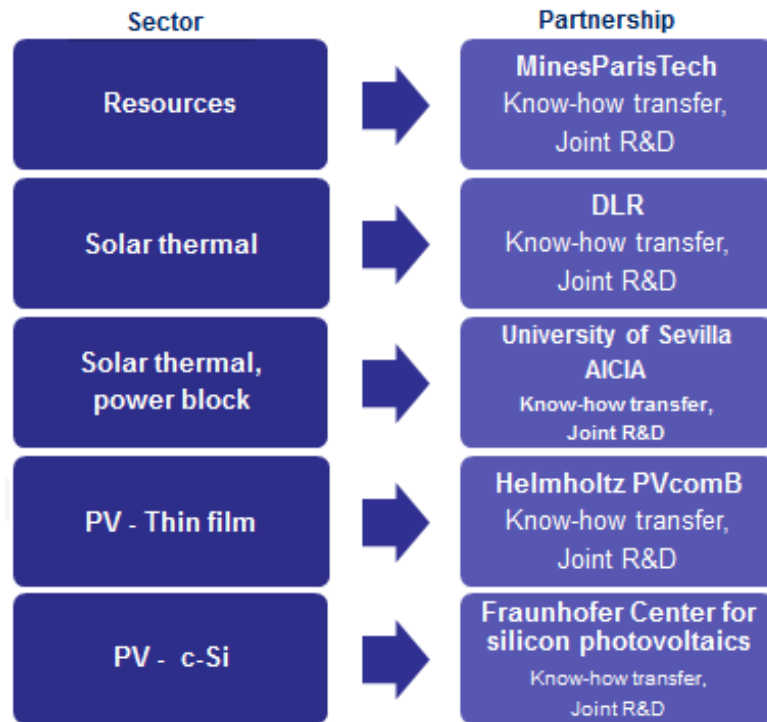 Sector
Partnership
Resources
MinesParisTech
Know-how transfer,
Joint R&D
Solar thermal
DLR
Know-how transfer,
Joint R&D
Solar thermal,
power block
University of Sevilla
AICIA
Know-how transfer,
Joint R&D
PV - Thin film
Helmholtz PVcomB
Know-how transfer,
Joint R&D
PV - c-Si
Fraunhofer Center for
silicon photovoltaics
Know-how transfer,
Joint R&D